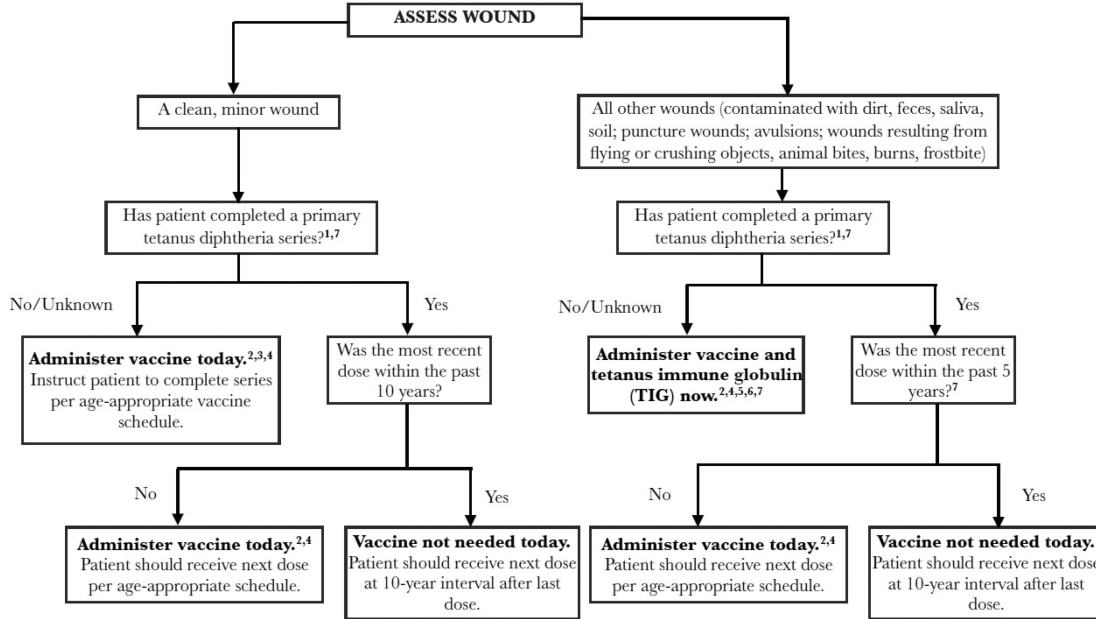 ASSESS WOUND
A clean, minor wound
All other wounds (contaminated with dirt, feces, saliva,
soil; puncture wounds; avulsions; wounds resulting from
flying or crushing objects, animal bites, burns, frostbite)
Has patient completed a primary
tetanus diphtheria series?1,7
Has patient completed a primary
tetanus diphtheria series?1,7
No/Unknown
Yes
No/Unknown
Yes
Administer vaccine today.2,3,4
Instruct patient to complete series
per age-appropriate vaccine
schedule.
Was the most recent
dose within the past
10 years?
Administer vaccine and
tetanus immune globulin
(TIG) now.2,4,5,6,7
Was the most recent
dose within the past 5
years?7
No
Yes
No
Yes
Administer vaccine today.2,4
Patient should receive next dose
per age-appropriate schedule.
Vaccine not needed today.
Patient should receive next dose
at 10-year interval after last
dose.
Administer vaccine today.2,4
Patient should receive next dose
per age-appropriate schedule.
Vaccine not needed today.
Patient should receive next dose
at 10-year interval after last
dose.